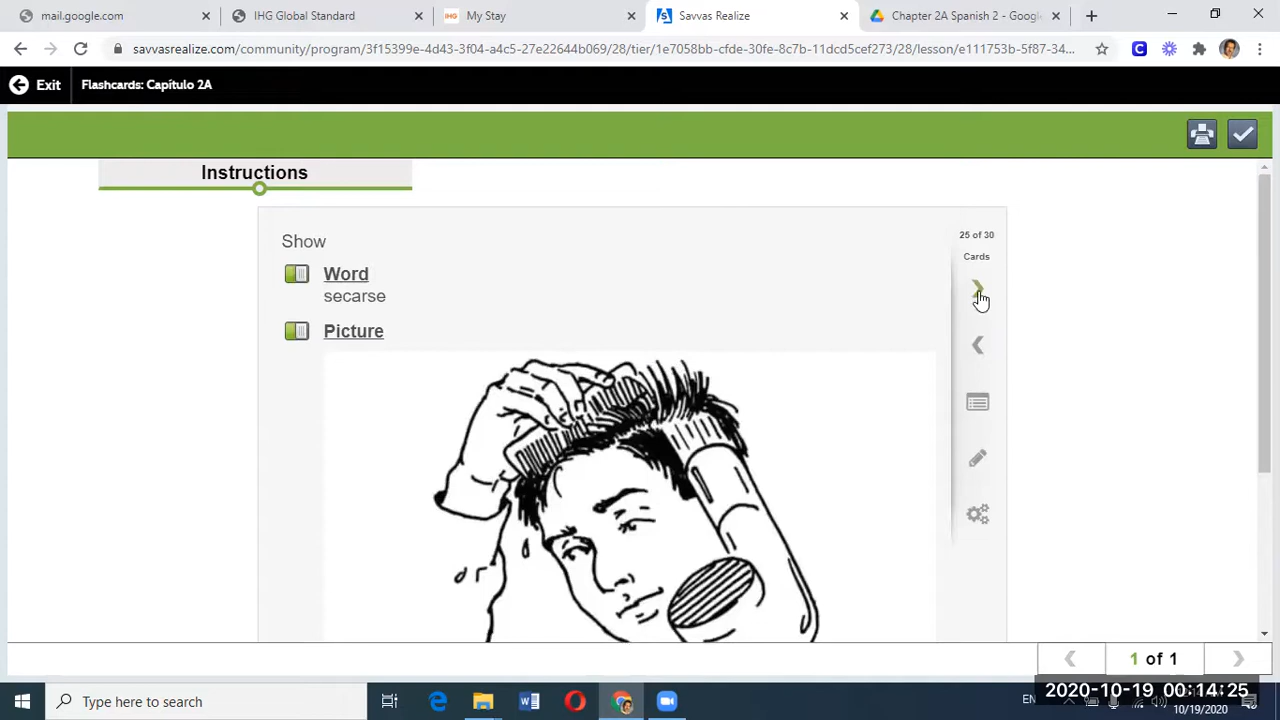 mail.google.com
IHG Global Standard
IHG
My Stay
Savvas Realize
Chapter 2A Spanish 2 - Google
savvasrealize.com/community/program/3f15399e-4d43-3f04-a4c5-27e22644b069/28/tier/1e7058bb-cfde-30fe-8c7b-11dcd5cef273/28/lesson/e111753b-5f87-34...
Exit
Flashcards: Capítulo 2A
Instructions
Show
25 of 30
Cards
Word
secarse
Picture
1 of 1
Type here to search
EN
2020-10-19 00:14:25
10/19/2020